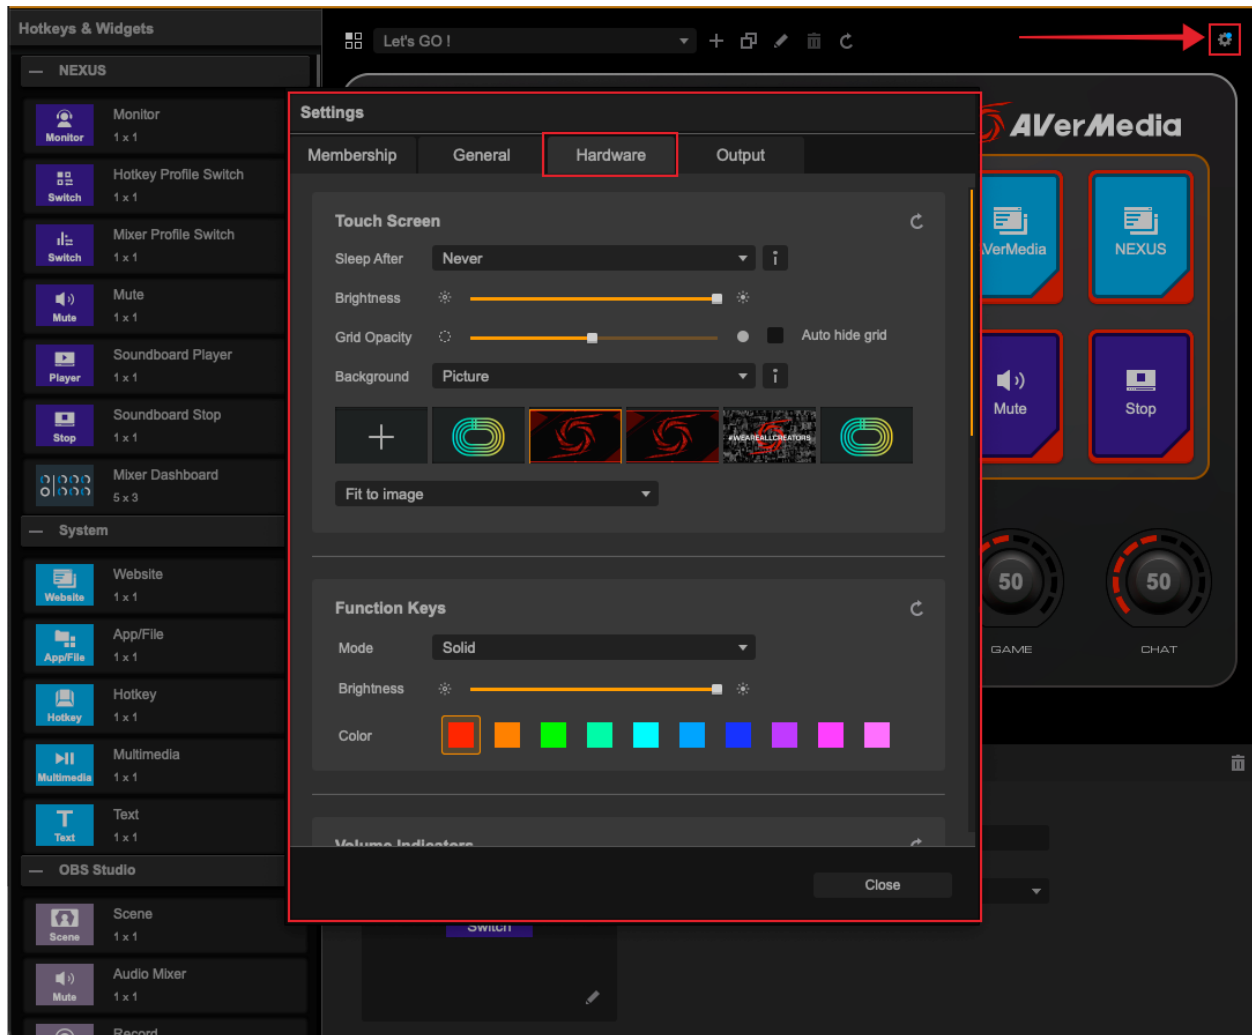 Hotkeys & Widgets
Let's GO !
NEXUS
Monitor
Monitor
1 x 1
Switch
Hotkey Profile Switch
1 x 1
Switch
Mixer Profile Switch
1 x 1
Mute
Mute
1 x 1
Player
Soundboard Player
1 x 1
Stop
Soundboard Stop
1 x 1
Mixer Dashboard
5 x 3
System
Website
Website
1 x 1
App/File
App/File
1 x 1
Hotkey
Hotkey
1 x 1
Multimedia
Multimedia
1 x 1
T
Text
Text
1 x 1
OBS Studio
Scene
Scene
1 x 1
Mute
Audio Mixer
1 x 1
Record
Settings
Membership
General
Hardware
Output
Touch Screen
Sleep After
Never
i
Brightness
Grid Opacity
Auto hide grid
Background
Picture
i
#WEAREALLCREATORS
Fit to image
Function Keys
Mode
Solid
Brightness
Color
Volume Indicators
Close
Switch
AVerMedia
AVerMedia
NEXUS
Mute
Stop
50
50
GAME
CHAT